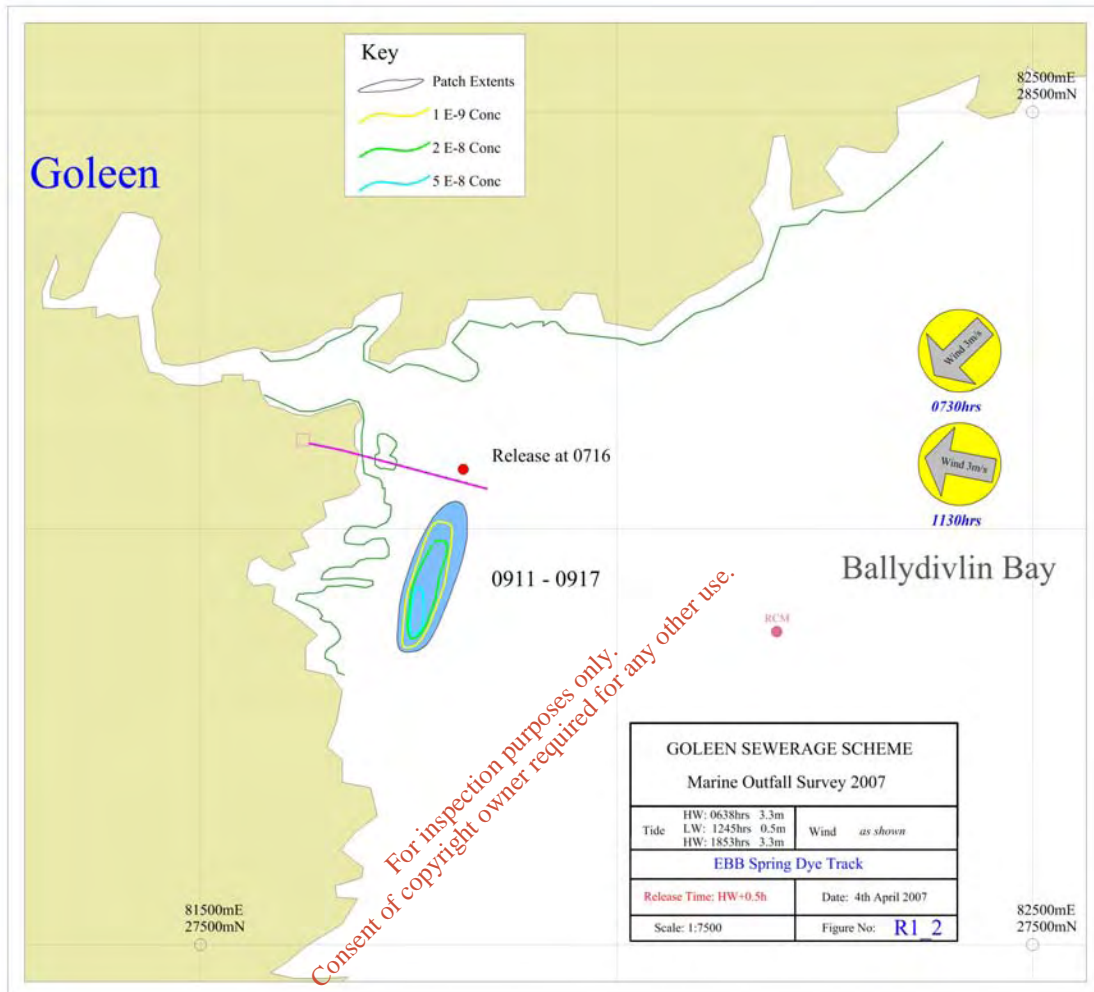 Key
Patch Extents
1 E-9 Conc
2 E-8 Conc
5 E-8 Conc
82500mE
28500mN
Goleen
Wind 3m/s
0730hrs
Wind 3m/s
1130hrs
Release at 0716
0911 - 0917
Ballydivlin Bay
RCM
For inspection purposes only.
Consent of copyright owner required for any other use.
GOLEEN SEWERAGE SCHEME
Marine Outfall Survey 2007
Tide
HW: 0638hrs 3.3m
LW: 1245hrs 0.5m
HW: 1853hrs 3.3m
Wind as shown
EBB Spring Dye Track
Release Time: HW+0.5h
Date: 4th April 2007
Scale: 1:7500
Figure No: R1_2
81500mE
27500mN
82500mE
27500mN